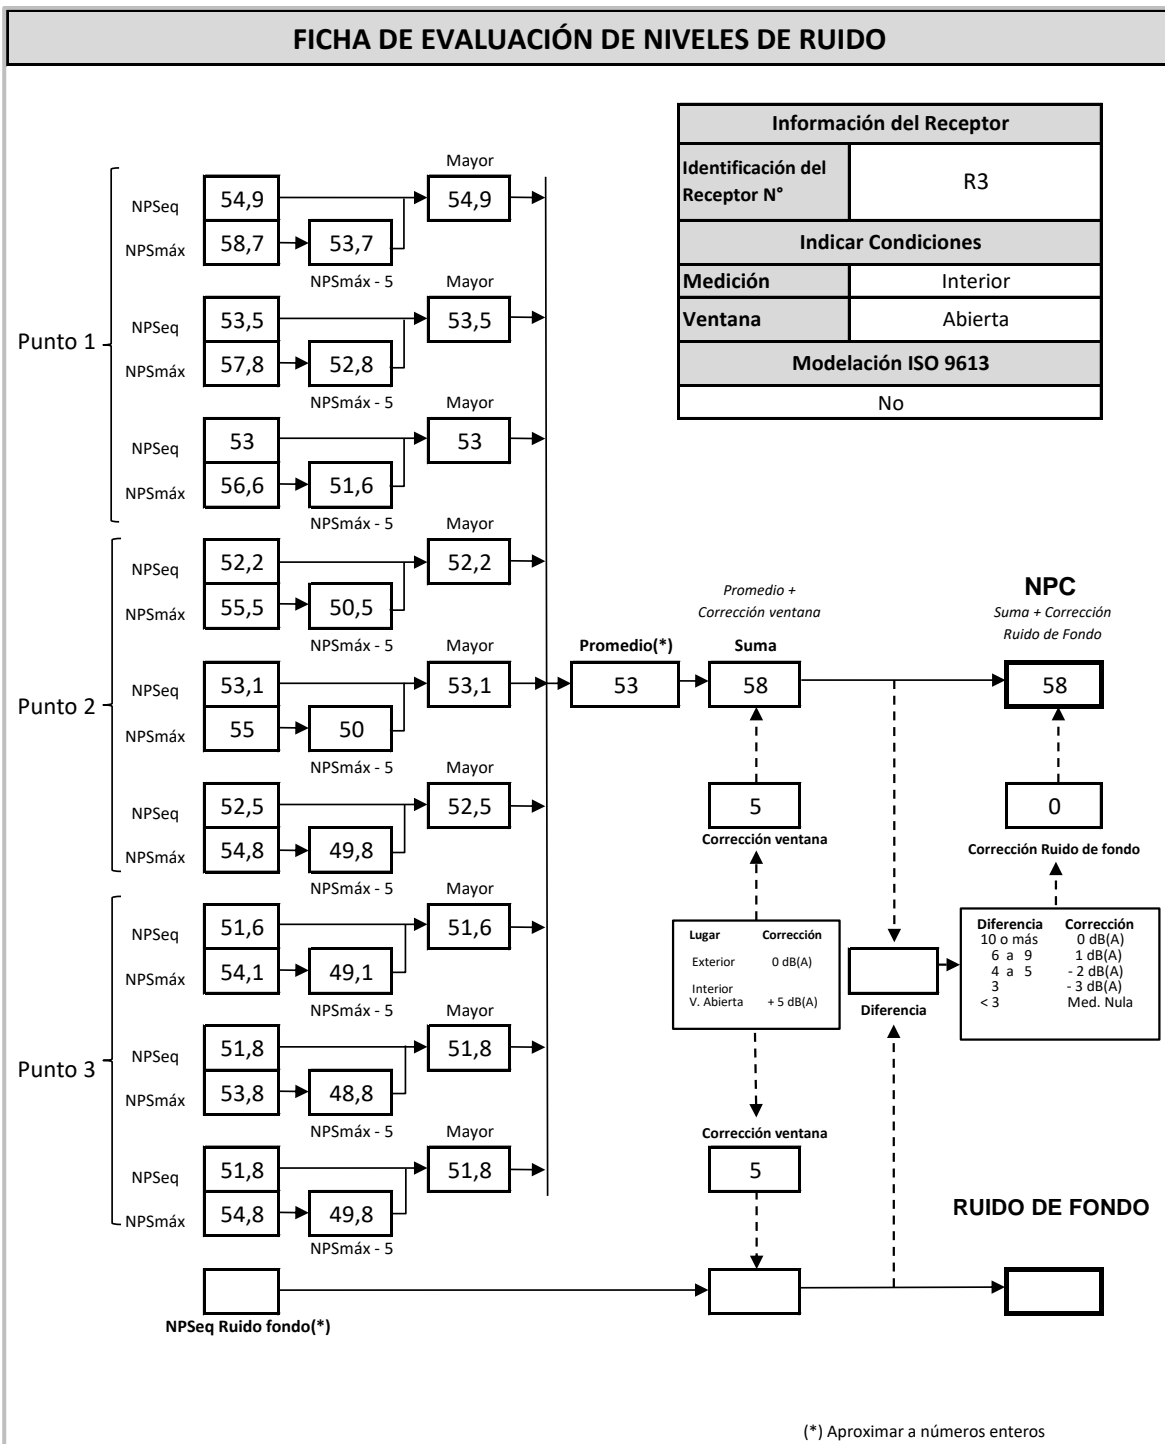 FICHA DE EVALUACIÓN DE NIVELES DE RUIDO
Información del Receptor
Identificación del Receptor N°
R3
Indicar Condiciones
Medición Interior
Ventana Abierta
Modelación ISO 9613
No
Punto 1
Mayor
NPSeq 54,9 54,9
NPSmáx 58,7 53,7
NPSmáx - 5
Mayor
NPSeq 53,5 53,5
NPSmáx 57,8 52,8
NPSmáx - 5
Mayor
NPSeq 53 53
NPSmáx 56,6 51,6
NPSmáx - 5
Punto 2
Mayor
NPSeq 52,2 52,2
NPSmáx 55,5 50,5
NPSmáx - 5
Mayor
NPSeq 53,1 53,1
NPSmáx 55 50
NPSmáx - 5
Mayor
NPSeq 52,5 52,5
NPSmáx 54,8 49,8
NPSmáx - 5
Punto 3
Mayor
NPSeq 51,6 51,6
NPSmáx 54,1 49,1
NPSmáx - 5
Mayor
NPSeq 51,8 51,8
NPSmáx 53,8 48,8
NPSmáx - 5
Mayor
NPSeq 51,8 51,8
NPSmáx 54,8 49,8
NPSmáx - 5
NPSeq Ruido fondo(*)
Promedio(*)
53
Promedio +
Corrección ventana
Suma
58
5
Corrección ventana
Lugar Corrección
Exterior 0 dB(A)
Interior
V. Abierta + 5 dB(A)
Corrección ventana
5
Diferencia
NPC
Suma + Corrección
Ruido de Fondo
58
0
Corrección Ruido de fondo
Diferencia Corrección
10 o más 0 dB(A)
6 a 9 1 dB(A)
4 a 5 - 2 dB(A)
3 - 3 dB(A)
< 3 Med. Nula
RUIDO DE FONDO
(*) Aproximar a números enteros